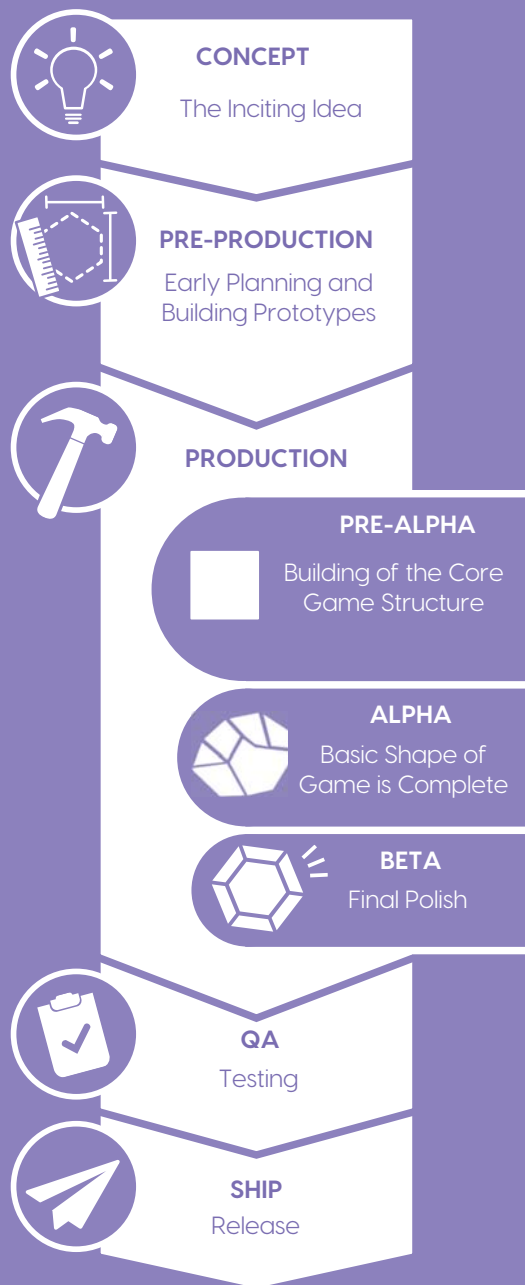 CONCEPT
The Inciting Idea
PRE-PRODUCTION
Early Planning and
Building Prototypes
PRODUCTION
PRE-ALPHA
Building of the Core
Game Structure
ALPHA
Basic Shape of
Game is Complete
BETA
Final Polish
QA
Testing
SHIP
Release